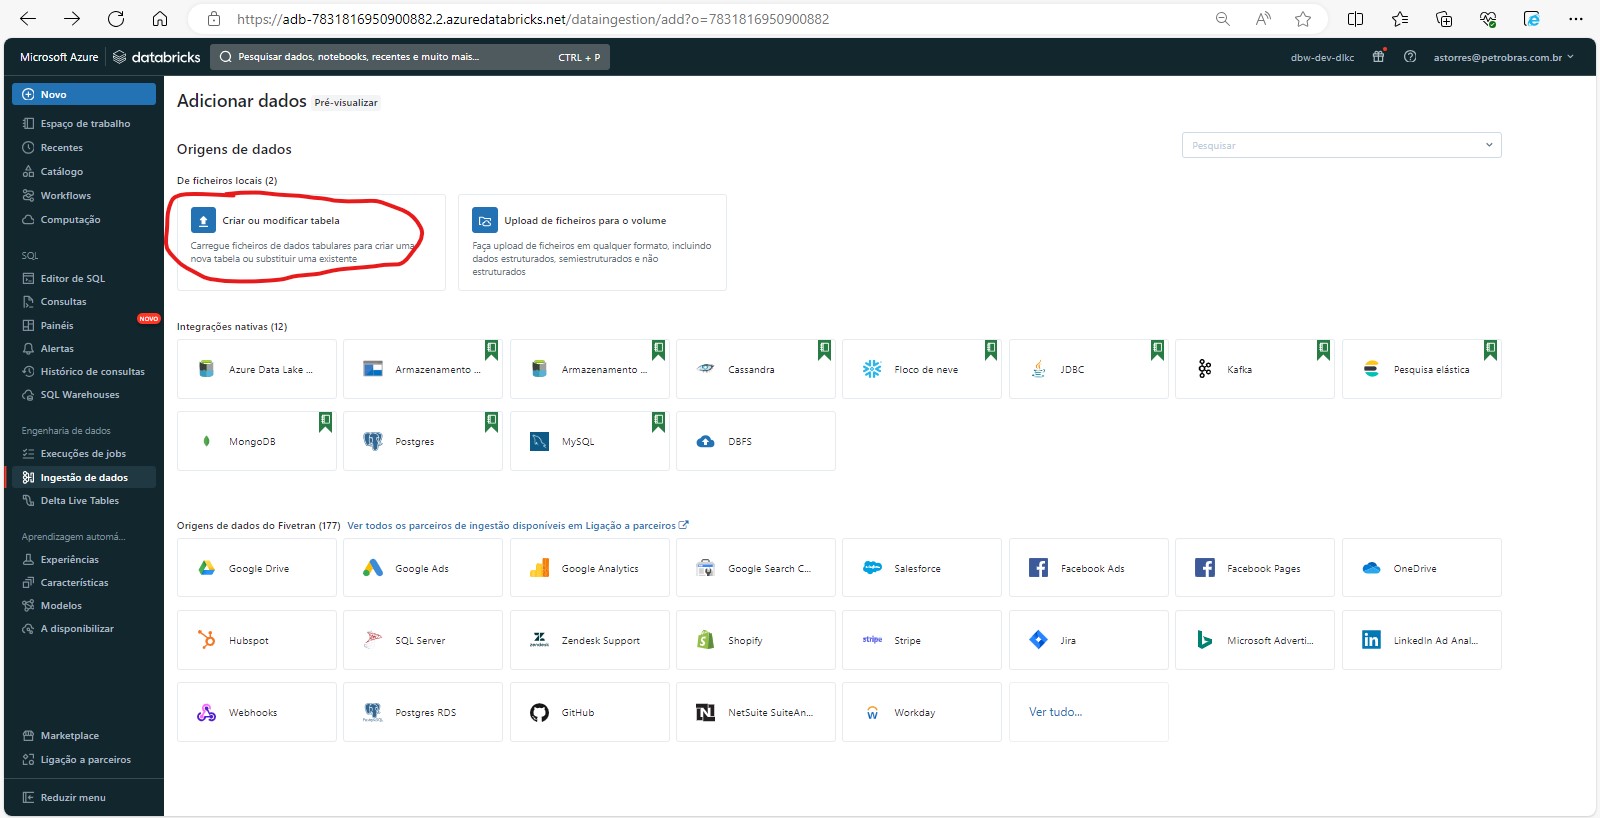 https://adb-7831816950900882.2.azuredatabricks.net/dataingestion/add?o=7831816950900882
Microsoft Azure
databricks
Pesquisar dados, notebooks, recentes e muito mais...
CTRL + P
dbw-dev-dlkc
astorres@petrobras.com.br
Novo
Espaço de trabalho
Recentes
Catálogo
Workflows
Computação
SQL
Editor de SQL
Consultas
Painéis
NOVO
Alertas
Histórico de consultas
SQL Warehouses
Engenharia de dados
Execuções de jobs
Ingestão de dados
Delta Live Tables
Aprendizagem automá...
Experiências
Características
Modelos
A disponibilizar
Marketplace
Ligação a parceiros
Reduzir menu
Adicionar dados
Pré-visualizar
Origens de dados
Pesquisar
De ficheiros locais (2)
Criar ou modificar tabela
Carregue ficheiros de dados tabulares para criar uma
nova tabela ou substituir uma existente
Upload de ficheiros para o volume
Faça upload de ficheiros em qualquer formato, incluindo
dados estruturados, semiestruturados e não
estruturados
Integrações nativas (12)
Azure Data Lake ...
Armazenamento ...
Armazenamento ...
Cassandra
Floco de neve
JDBC
Kafka
Pesquisa elástica
MongoDB
Postgres
MySQL
DBFS
Origens de dados do Fivetran (177)
Ver todos os parceiros de ingestão disponíveis em Ligação a parceiros
Google Drive
Google Ads
Google Analytics
Google Search C...
Salesforce
Facebook Ads
Facebook Pages
OneDrive
Hubspot
SQL Server
zendesk
Zendesk Support
Shopify
stripe
Stripe
Jira
Microsoft Adverti...
LinkedIn Ad Anal...
Webhooks
Postgres RDS
GitHub
NetSuite SuiteAn...
Workday
Ver tudo...